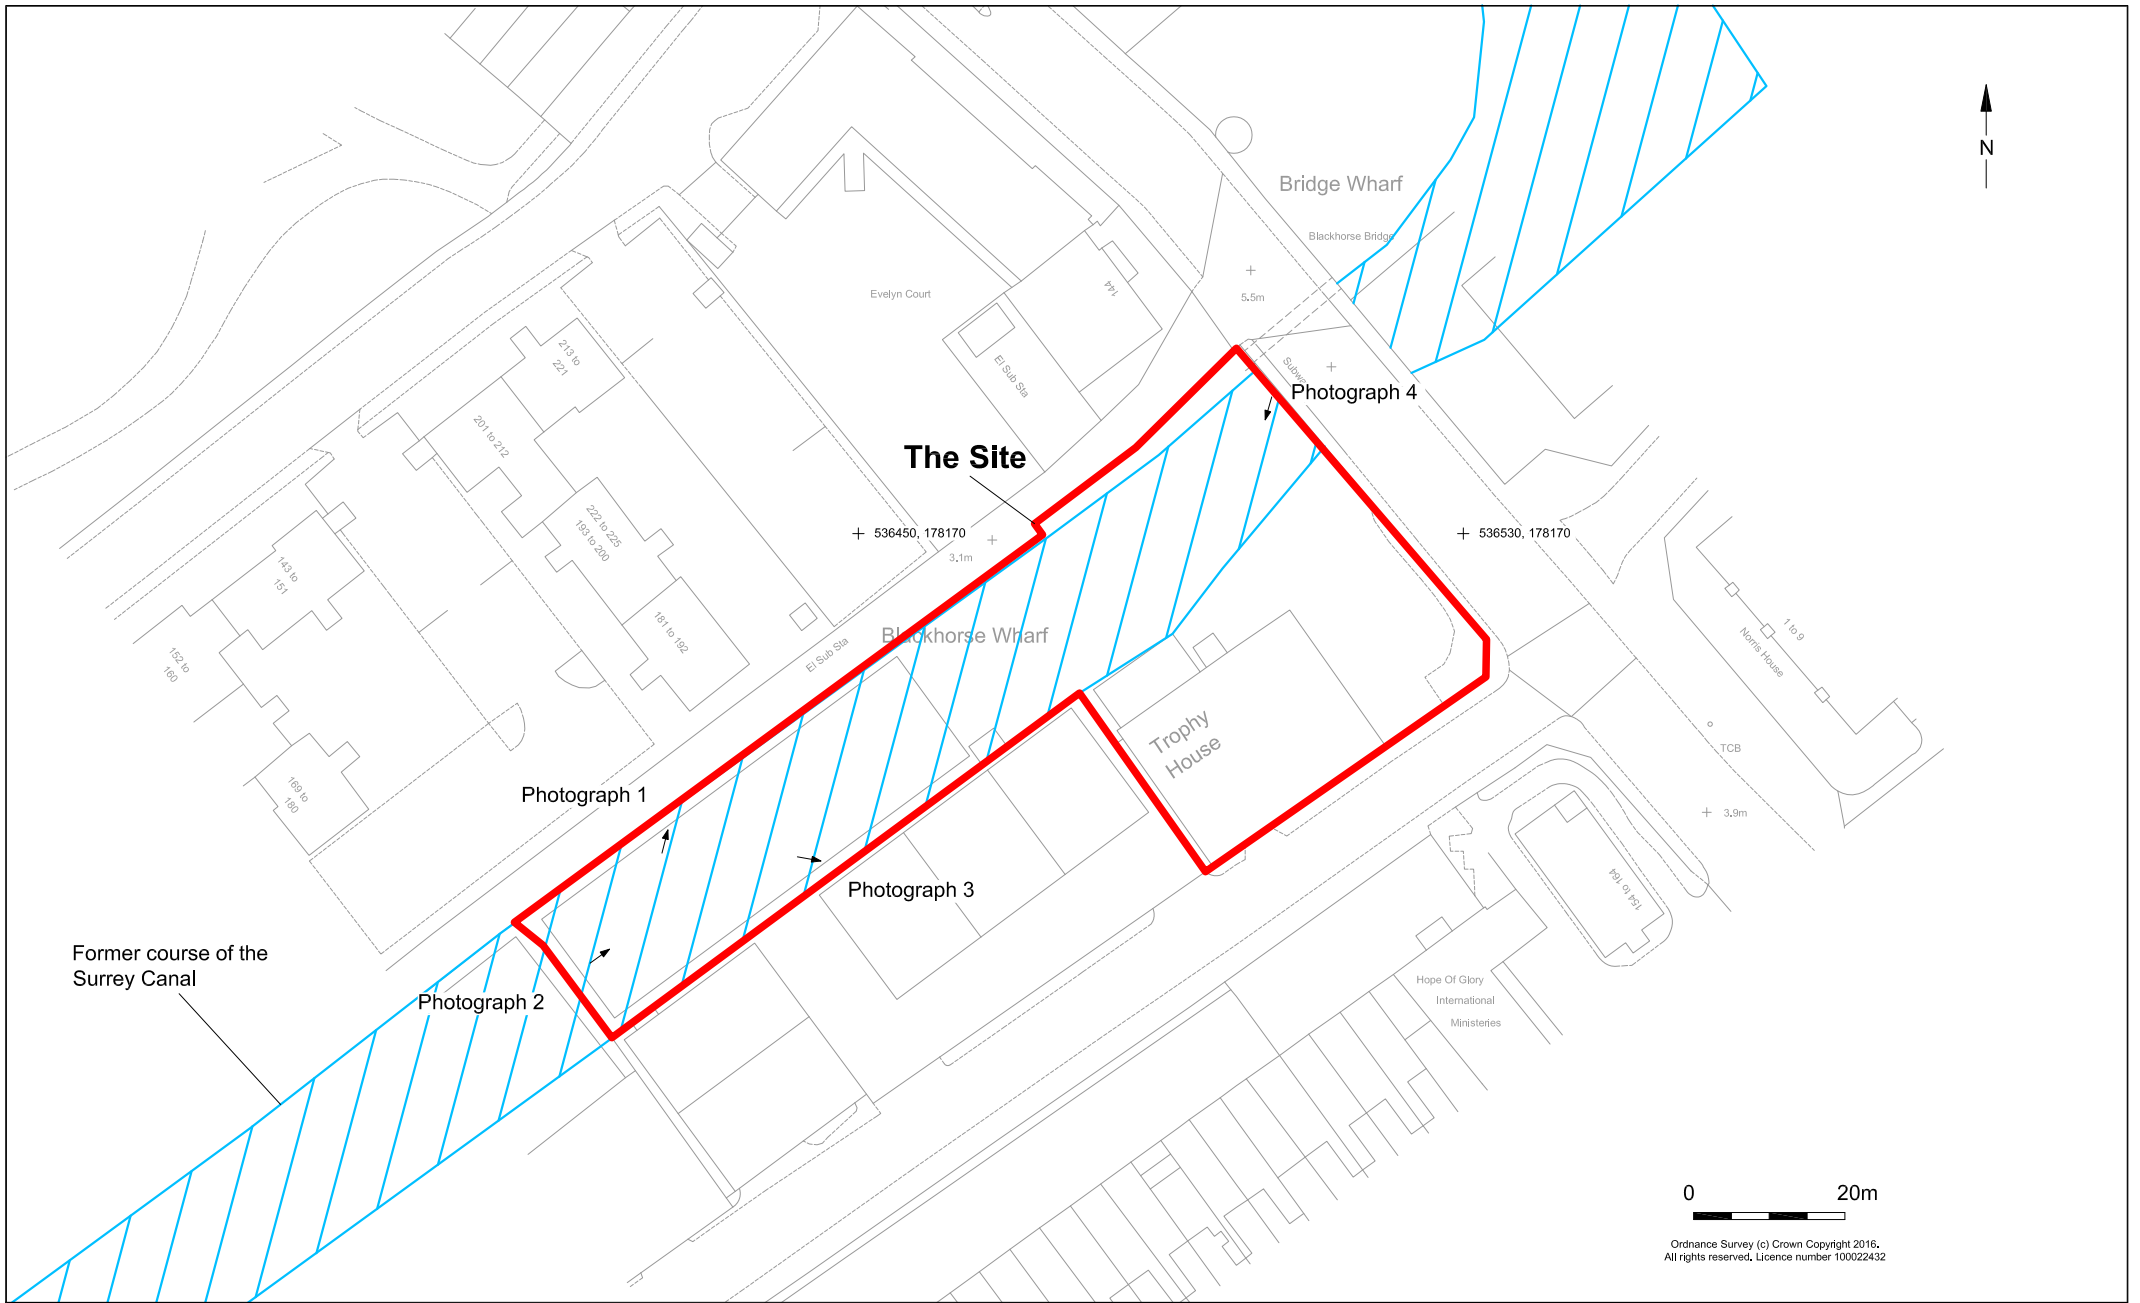 N
Bridge Wharf
Blackhorse Bridge
5.5m
144
Evelyn Court
El Sub Sta
213 to
221
201 to 212
222 to 225
193 to 200
181 to 192
143 to
151
152 to
160
169 to
180
Photograph 4
The Site
536450, 178170
536530, 178170
3.1m
Blackhorse Wharf
El Sub Sta
1 to 9
Norris House
TCB
3.9m
Trophy
House
Photograph 1
Photograph 3
154 to 164
Former course of the
Surrey Canal
Photograph 2
Hope Of Glory
International
Ministeries
0 20m
Ordnance Survey (c) Crown Copyright 2016.
All rights reserved. Licence number 100022432